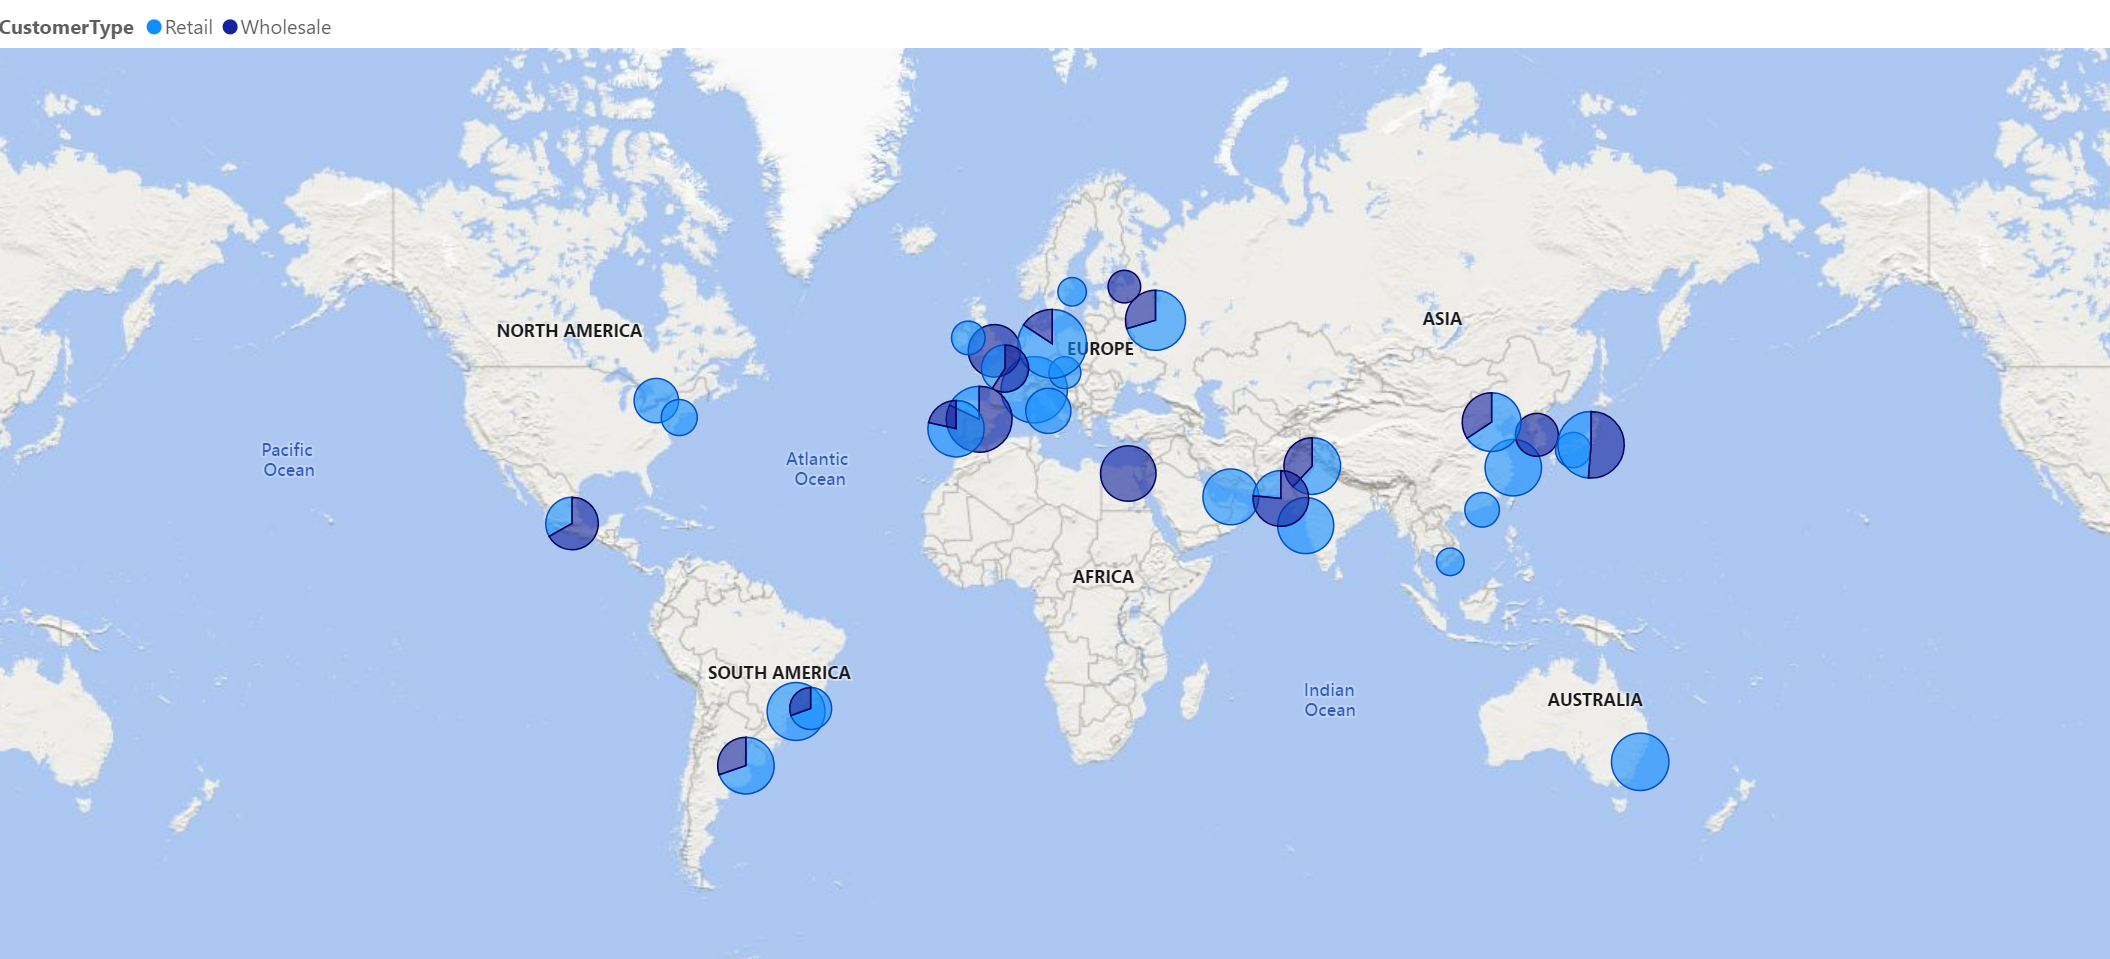 CustomerType Retail Wholesale
NORTH AMERICA
EUROPE
ASIA
Pacific
Ocean
Atlantic
Ocean
AFRICA
SOUTH AMERICA
Indian
Ocean
AUSTRALIA